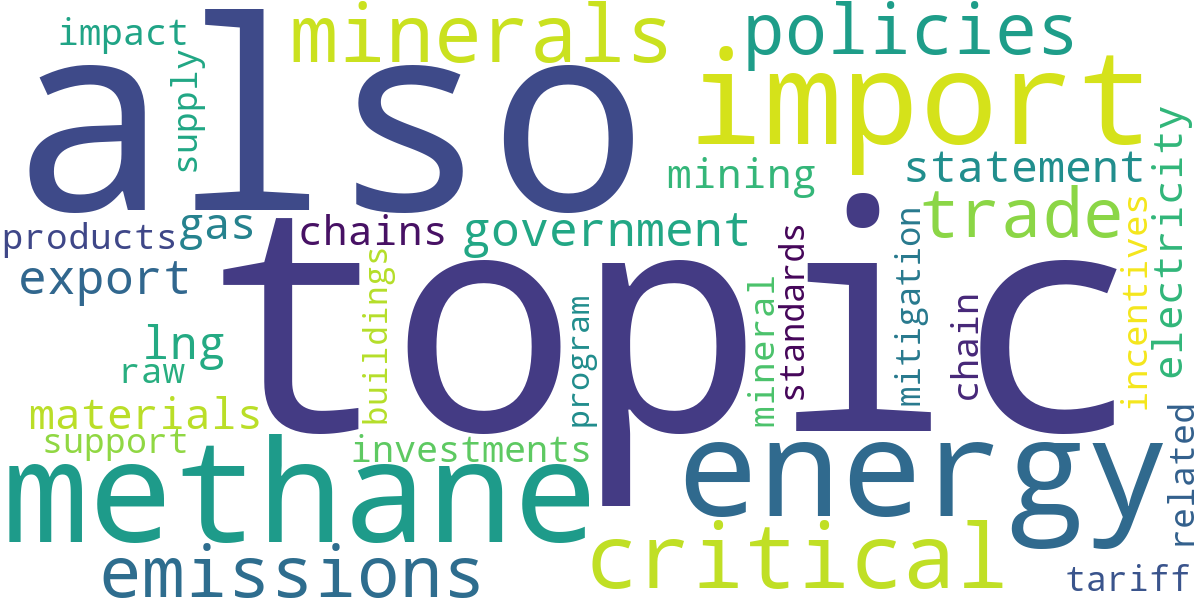 impact
minerals
policies
also
supply
import
mining
statement
electricity
products
gas
chains
government
trade
export
topic
buildings
program
mineral
standards
mitigation
chain
incentives
lng
raw
materials
support
investments
methane
energy
related
emissions
critical
tariff